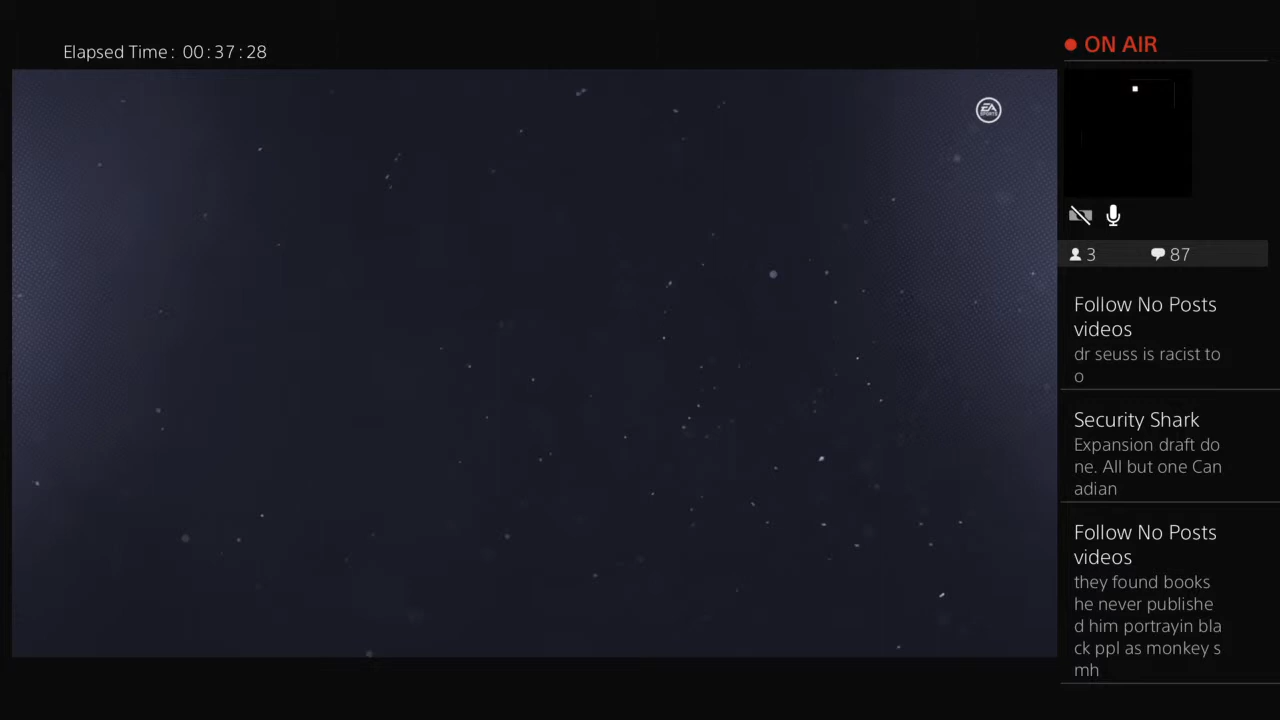 Elapsed Time: 00:37:28
ON AIR
EA
SPORTS
3 87
Follow No Posts
videos
dr seuss is racist to
o
Security Shark
Expansion draft do
ne. All but one Can
adian
Follow No Posts
videos
they found books
he never publishe
d him portrayin bla
ck ppl as monkey s
mh